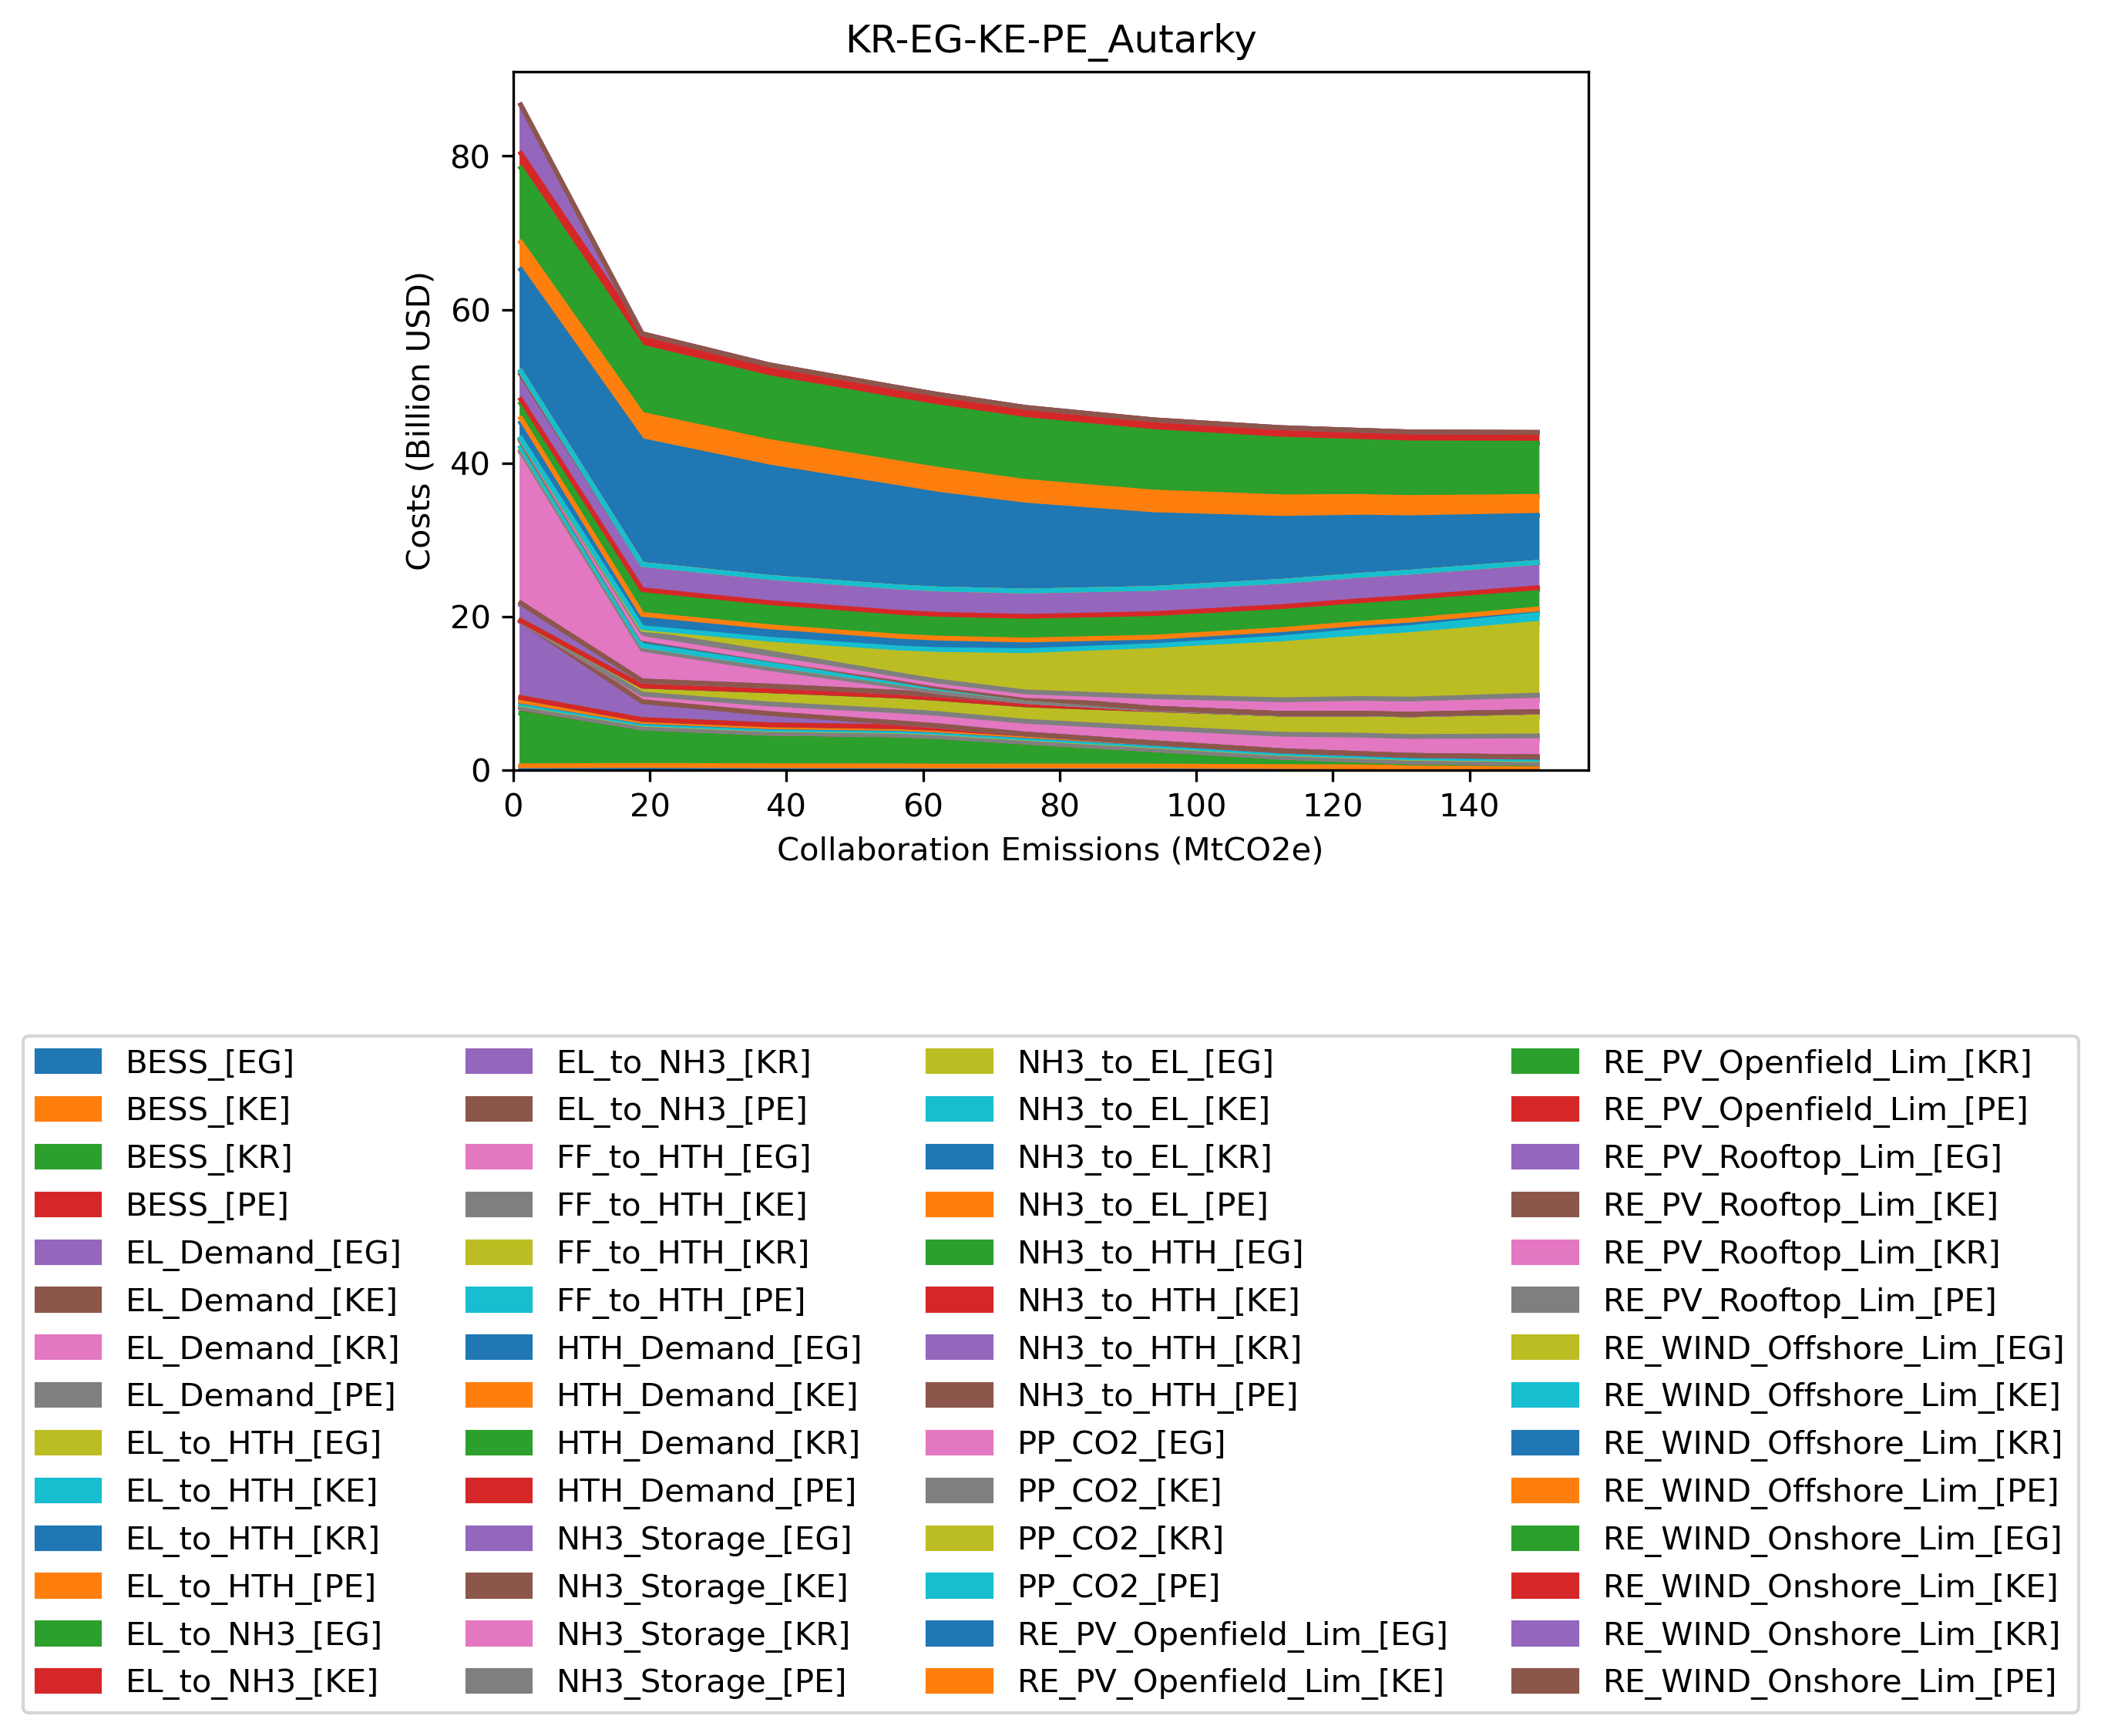 KR-EG-KE-PE_Autarky
80
60
40
20
0
Costs (Billion USD)
0 20 40 60 80 100 120 140
Collaboration Emissions (MtCO2e)
BESS_[EG]
BESS_[KE]
BESS_[KR]
BESS_[PE]
EL_Demand_[EG]
EL_Demand_[KE]
EL_Demand_[KR]
EL_Demand_[PE]
EL_to_HTH_[EG]
EL_to_HTH_[KE]
EL_to_HTH_[KR]
EL_to_HTH_[PE]
EL_to_NH3_[EG]
EL_to_NH3_[KE]
EL_to_NH3_[KR]
EL_to_NH3_[PE]
FF_to_HTH_[EG]
FF_to_HTH_[KE]
FF_to_HTH_[KR]
FF_to_HTH_[PE]
HTH_Demand_[EG]
HTH_Demand_[KE]
HTH_Demand_[KR]
HTH_Demand_[PE]
NH3_Storage_[EG]
NH3_Storage_[KE]
NH3_Storage_[KR]
NH3_Storage_[PE]
NH3_to_EL_[EG]
NH3_to_EL_[KE]
NH3_to_EL_[KR]
NH3_to_EL_[PE]
NH3_to_HTH_[EG]
NH3_to_HTH_[KE]
NH3_to_HTH_[KR]
NH3_to_HTH_[PE]
PP_CO2_[EG]
PP_CO2_[KE]
PP_CO2_[KR]
PP_CO2_[PE]
RE_PV_Openfield_Lim_[EG]
RE_PV_Openfield_Lim_[KE]
RE_PV_Openfield_Lim_[KR]
RE_PV_Openfield_Lim_[PE]
RE_PV_Rooftop_Lim_[EG]
RE_PV_Rooftop_Lim_[KE]
RE_PV_Rooftop_Lim_[KR]
RE_PV_Rooftop_Lim_[PE]
RE_WIND_Offshore_Lim_[EG]
RE_WIND_Offshore_Lim_[KE]
RE_WIND_Offshore_Lim_[KR]
RE_WIND_Offshore_Lim_[PE]
RE_WIND_Onshore_Lim_[EG]
RE_WIND_Onshore_Lim_[KE]
RE_WIND_Onshore_Lim_[KR]
RE_WIND_Onshore_Lim_[PE]